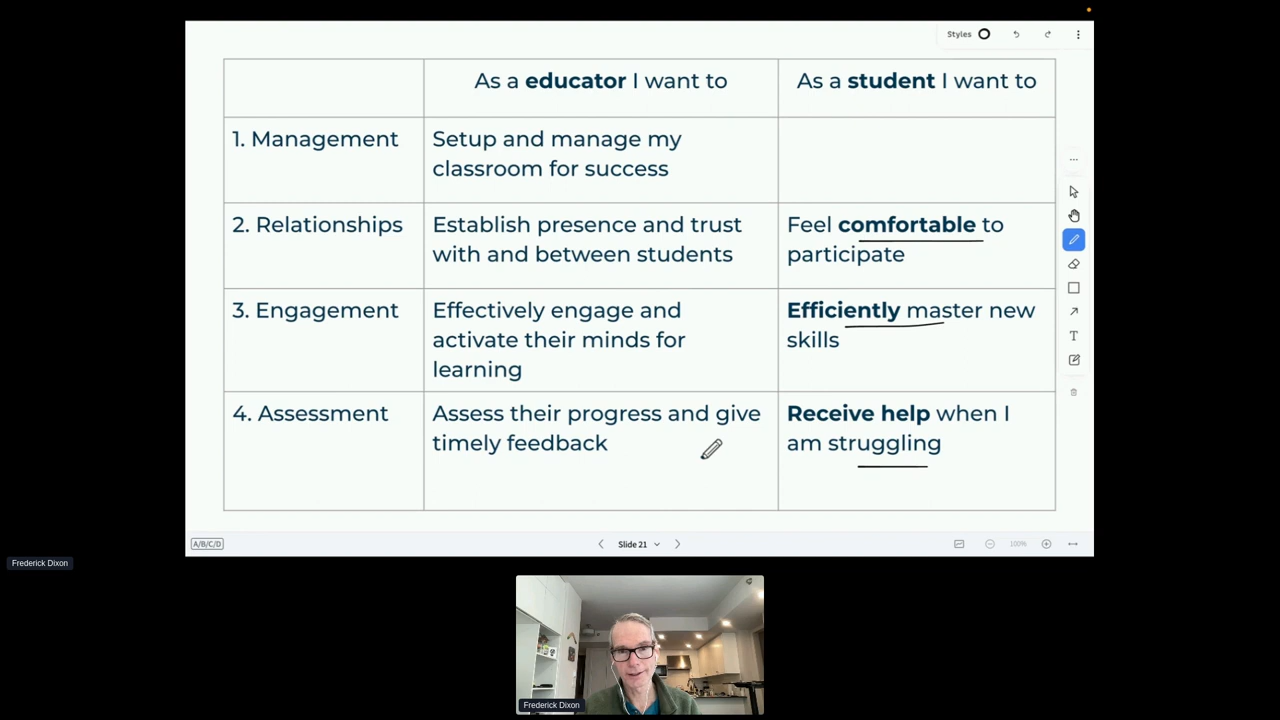 Styles
As a educator I want to
As a student I want to
1. Management
Setup and manage my
classroom for success
2. Relationships
Establish presence and trust
with and between students
Feel comfortable to
participate
3. Engagement
Effectively engage and
activate their minds for
learning
Efficiently master new
skills
4. Assessment
Assess their progress and give
timely feedback
Receive help when I
am struggling
T
A/B/C/D
Slide 21
100%
Frederick Dixon
Frederick Dixon